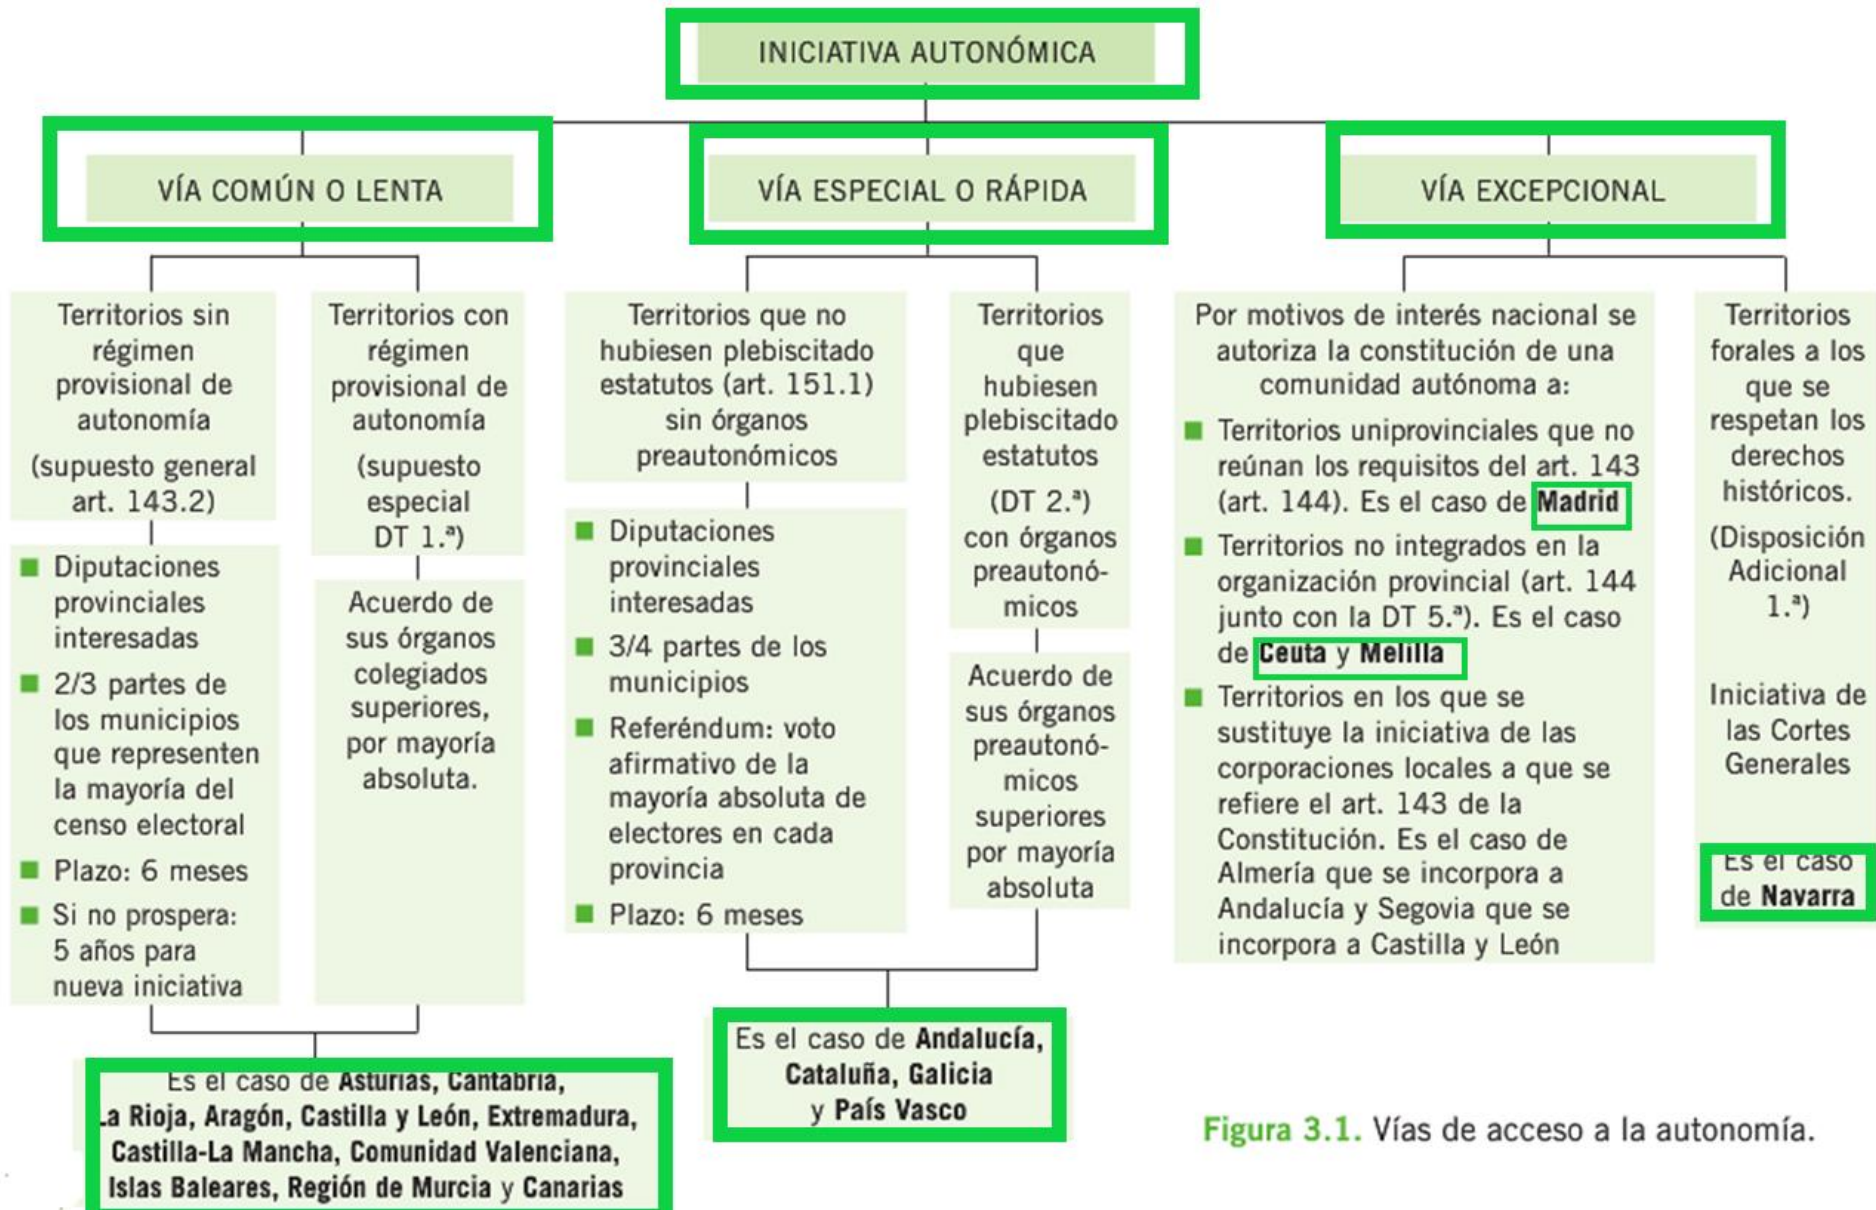 INICIATIVA AUTONÓMICA
VÍA COMÚN O LENTA
Territorios sin
régimen
provisional de
autonomía
(supuesto general
art. 143.2)
■ Diputaciones
provinciales
interesadas
■ 2/3 partes de
los municipios
que representen
la mayoría del
censo electoral
■ Plazo: 6 meses
■ Si no prospera:
5 años para
nueva iniciativa
Territorios con
régimen
provisional de
autonomía
(supuesto
especial
DT 1.ª)
Acuerdo de
sus órganos
colegiados
superiores,
por mayoría
absoluta.
Es el caso de Asturias, Cantabria,
La Rioja, Aragón, Castilla y León, Extremadura,
Castilla-La Mancha, Comunidad Valenciana,
Islas Baleares, Región de Murcia y Canarias
VÍA ESPECIAL O RÁPIDA
Territorios que no
hubiesen plebiscitado
estatutos (art. 151.1)
sin órganos
preautonómicos
■ Diputaciones
provinciales
interesadas
■ 3/4 partes de los
municipios
■ Referéndum: voto
afirmativo de la
mayoría absoluta de
electores en cada
provincia
■ Plazo: 6 meses
Territorios
que
hubiesen
plebiscitado
estatutos
(DT 2.ª)
con órganos
preautonó-
micos
Acuerdo de
sus órganos
preautonó-
micos
superiores
por mayoría
absoluta
Es el caso de Andalucía,
Cataluña, Galicia
y País Vasco
VÍA EXCEPCIONAL
Por motivos de interés nacional se
autoriza la constitución de una
comunidad autónoma a:
■ Territorios uniprovinciales que no
reúnan los requisitos del art. 143
(art. 144). Es el caso de Madrid
■ Territorios no integrados en la
organización provincial (art. 144
junto con la DT 5.ª). Es el caso
de Ceuta y Melilla
■ Territorios en los que se
sustituye la iniciativa de las
corporaciones locales a que se
refiere el art. 143 de la
Constitución. Es el caso de
Almería que se incorpora a
Andalucía y Segovia que se
incorpora a Castilla y León
Territorios
forales a los
que se
respetan los
derechos
históricos.
(Disposición
Adicional
1.ª)
Iniciativa de
las Cortes
Generales
Es el caso
de Navarra
Figura 3.1. Vías de acceso a la autonomía.